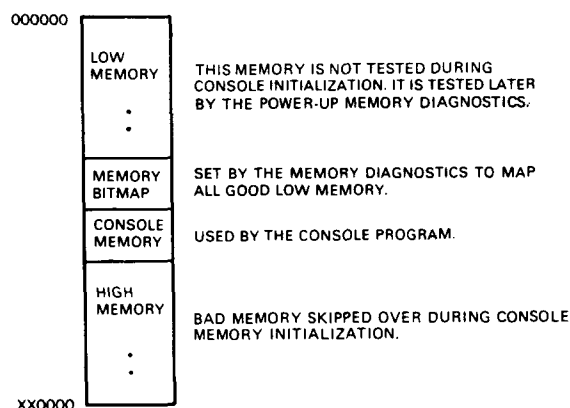 000000
LOW
MEMORY
THIS MEMORY IS NOT TESTED DURING
CONSOLE INITIALIZATION. IT IS TESTED LATER
BY THE POWER-UP MEMORY DIAGNOSTICS.
MEMORY
BITMAP
SET BY THE MEMORY DIAGNOSTICS TO MAP
ALL GOOD LOW MEMORY.
CONSOLE
MEMORY
USED BY THE CONSOLE PROGRAM.
HIGH
MEMORY
BAD MEMORY SKIPPED OVER DURING CONSOLE
MEMORY INITIALIZATION.
XX0000